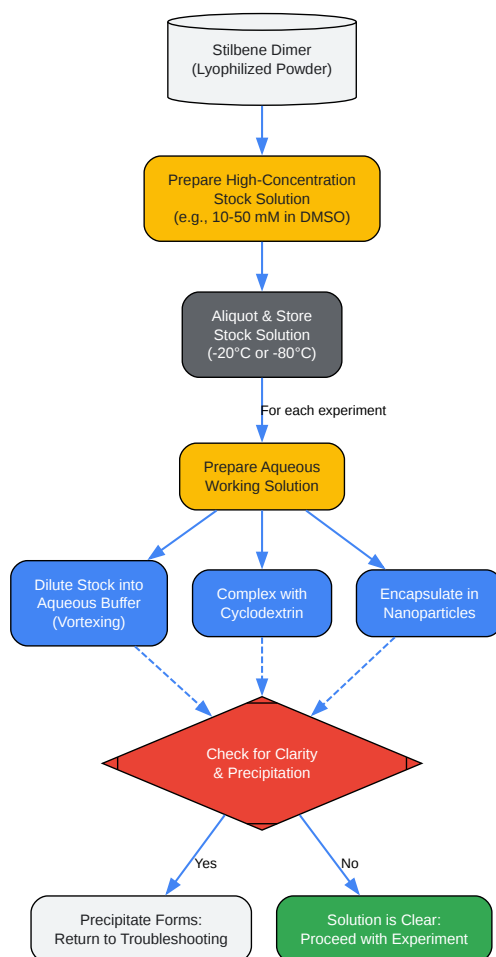 Stilbene Dimer
(Lyophilized Powder)
Prepare High-Concentration
Stock Solution
(e.g., 10-50 mM in DMSO)
Aliquot & Store
Stock Solution
(-20°C or -80°C)
For each experiment
Prepare Aqueous
Working Solution
Dilute Stock into
Aqueous Buffer
(Vortexing)
Complex with
Cyclodextrin
Encapsulate in
Nanoparticles
Check for Clarity
& Precipitation
Yes
No
Precipitate Forms:
Return to Troubleshooting
Solution is Clear:
Proceed with Experiment